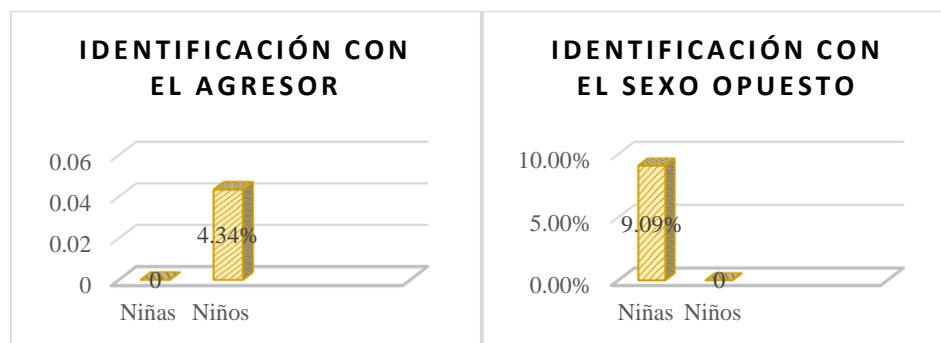 IDENTIFICACIÓN CON
EL AGRESOR
0.06
0.04
0.02
0
4.34%
0
Niñas Niños
IDENTIFICACIÓN CON
EL SEXO OPUESTO
10.00%
5.00%
0.00%
9.09%
0
Niñas Niños